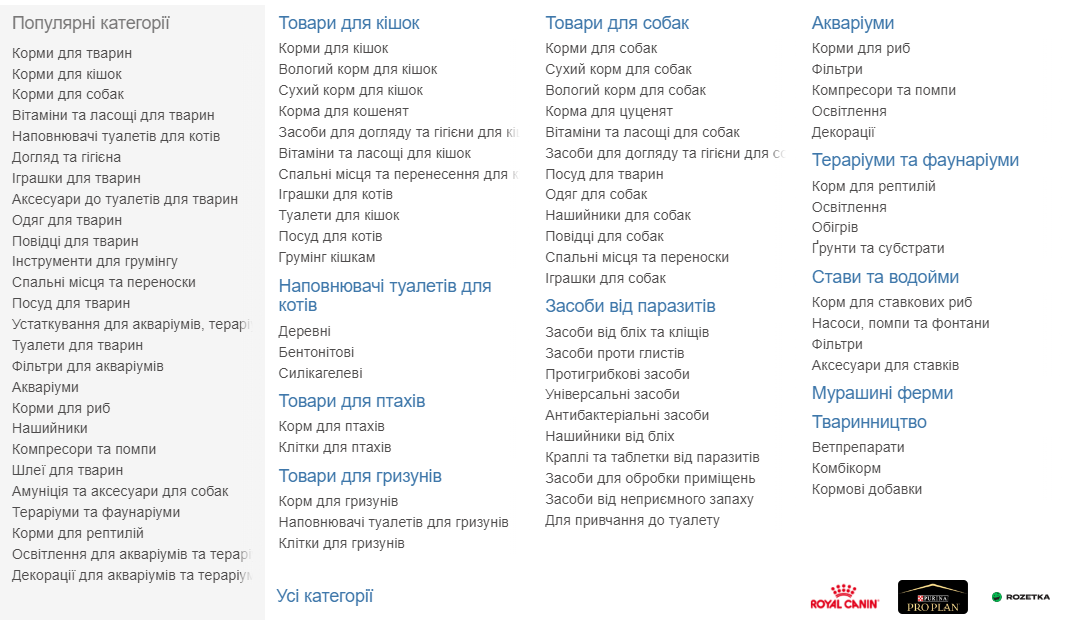 Популярні категорії
Корми для тварин
Корми для кішок
Корми для собак
Вітаміни та ласощі для тварин
Наповнювачі туалетів для котів
Догляд та гігієна
Іграшки для тварин
Аксесуари до туалетів для тварин
Одяг для тварин
Повідці для тварин
Інструменти для грумінгу
Спальні місця та переноски
Посуд для тварин
Устаткування для акваріумів,
Туалети для тварин
Фільтри для акваріумів
Акваріуми
Корми для риб
Нашийники
Компресори та помпи
Шлеї для тварин
Амуніція та аксесуари для собак
Тераріуми та фаунаріуми
Корми для рептилій
Освітлення для акваріумів та
Декорації для акваріумів та
Товари для кішок
Корми для кішок
Вологий корм для кішок
Сухий корм для кішок
Корма для кошенят
Засоби для догляду та гігієни для
Вітаміни та ласощі для кішок
Спальні місця та перенесення для
Іграшки для котів
Туалети для кішок
Посуд для котів
Грумінг кішкам
Наповнювачі туалетів для
котів
Деревні
Бентонітові
Силікагелеві
Товари для птахів
Корм для птахів
Клітки для птахів
Товари для гризунів
Корм для гризунів
Наповнювачі туалетів для гризунів
Клітки для гризунів
Товари для собак
Корми для собак
Сухий корм для собак
Вологий корм для собак
Корма для цуценят
Вітаміни та ласощі для собак
Засоби для догляду та гігієни для
Посуд для тварин
Одяг для собак
Нашийники для собак
Повідці для собак
Спальні місця та переноски
Іграшки для собак
Засоби від паразитів
Засоби від бліх та кліщів
Засоби проти глистів
Протигрибкові засоби
Універсальні засоби
Антибактеріальні засоби
Нашийники від бліх
Краплі та таблетки від паразитів
Засоби для обробки приміщень
Засоби від неприємного запаху
Для привчання до туалету
Акваріуми
Корми для риб
Фільтри
Компресори та помпи
Освітлення
Декорації
Тераріуми та фаунаріуми
Корм для рептилій
Освітлення
Обігрів
Ґрунти та субстрати
Стави та водойми
Корм для ставкових риб
Насоси, помпи та фонтани
Фільтри
Аксесуари для ставків
Мурашині ферми
Тваринництво
Ветпрепарати
Комбікорм
Кормові добавки
Усі категорії
ROYAL CANIN
PURINA
PRO PLAN
ROZETKA